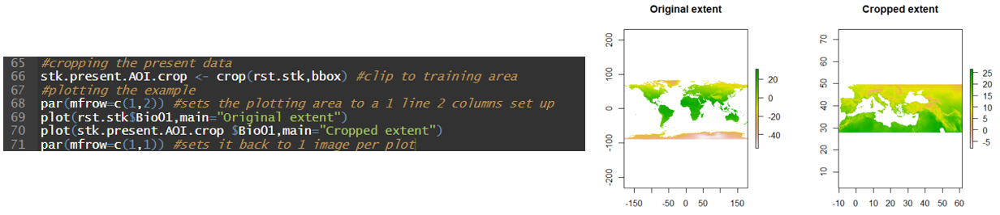 65 #cropping the present data
66 stk.present.AOI.crop <- crop(rst.stk,bbox) #clip to training area
67 #plotting the example
68 par(mfrow=c(1,2)) #sets the plotting area to a 1 line 2 columns set up
69 plot(rst.stk$Bio01,main="Original extent")
70 plot(stk.present.AOI.crop $Bio01,main="Cropped extent")
71 par(mfrow=c(1,1)) #sets it back to 1 image per plot
Original extent
200
100
0
-100
-200
-150 -50 0 50 150
20
0
-20
-40
Cropped extent
70
60
50
40
30
20
10
-10 0 10 20 30 40 50 60
25
20
15
10
5
0
-5